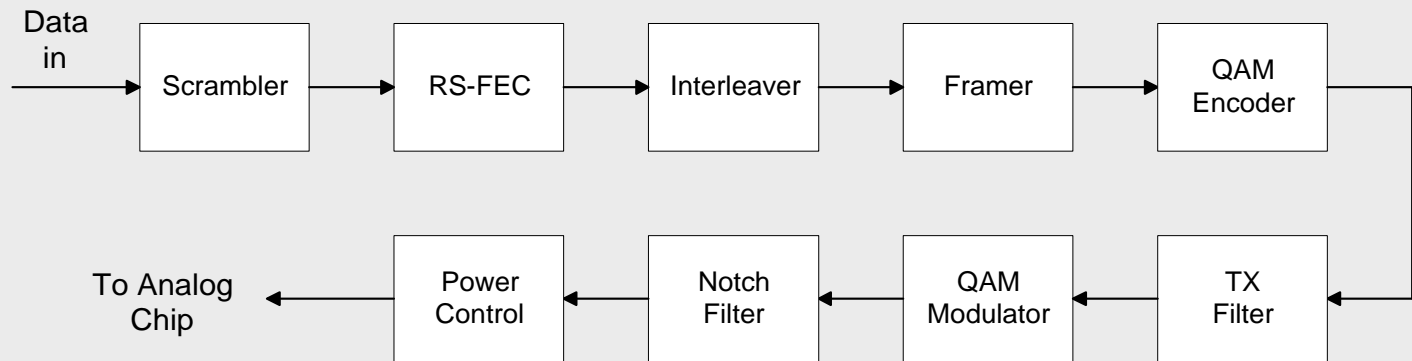 Data
in
Scrambler
RS-FEC
Interleaver
Framer
QAM
Encoder
To Analog
Chip
Power
Control
Notch
Filter
QAM
Modulator
TX
Filter